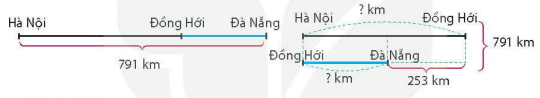 Hà Nội Đồng Hới Đà Nẵng
791 km
? km
Hà Nội Đồng Hới
791 km
Đồng Hới Đà Nẵng
? km
253 km